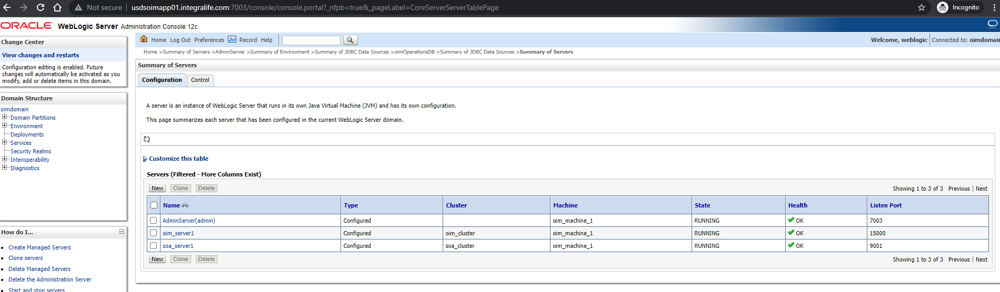 Not secure | usdsoimapp01.integralife.com:7003/console/console.portal?_nfpb=true&_pageLabel=CoreServerServerTablePage
Incognito
ORACLE WebLogic Server Administration Console 12c
Change Center
View changes and restarts
Configuration editing is enabled. Future
changes will automatically be activated as you
modify, add or delete items in this domain.
Domain Structure
oimdomain
Domain Partitions
Environment
Deployments
Services
Security Realms
Interoperability
Diagnostics
How do I...
Create Managed Servers
Clone servers
Delete Managed Servers
Delete the Administration Server
Start and stop servers
Home Log Out Preferences Record Help
Welcome, weblogic Connected to: oimdomai
Home >Summary of Servers >AdminServer >Summary of Environment >Summary of JDBC Data Sources >oimOperationsDB >Summary of JDBC Data Sources >Summary of Servers
Summary of Servers
Configuration Control
A server is an instance of WebLogic Server that runs in its own Java Virtual Machine (JVM) and has its own configuration.
This page summarizes each server that has been configured in the current WebLogic Server domain.
Customize this table
Servers (Filtered - More Columns Exist)
New Clone Delete Showing 1 to 3 of 3 Previous | Next
Name Type Cluster Machine State Health Listen Port
AdminServer(admin) Configured oim_machine_1 RUNNING OK 7003
oim_server1 Configured oim_cluster oim_machine_1 RUNNING OK 15000
soa_server1 Configured soa_cluster oim_machine_1 RUNNING OK 9001
New Clone Delete Showing 1 to 3 of 3 Previous | Next